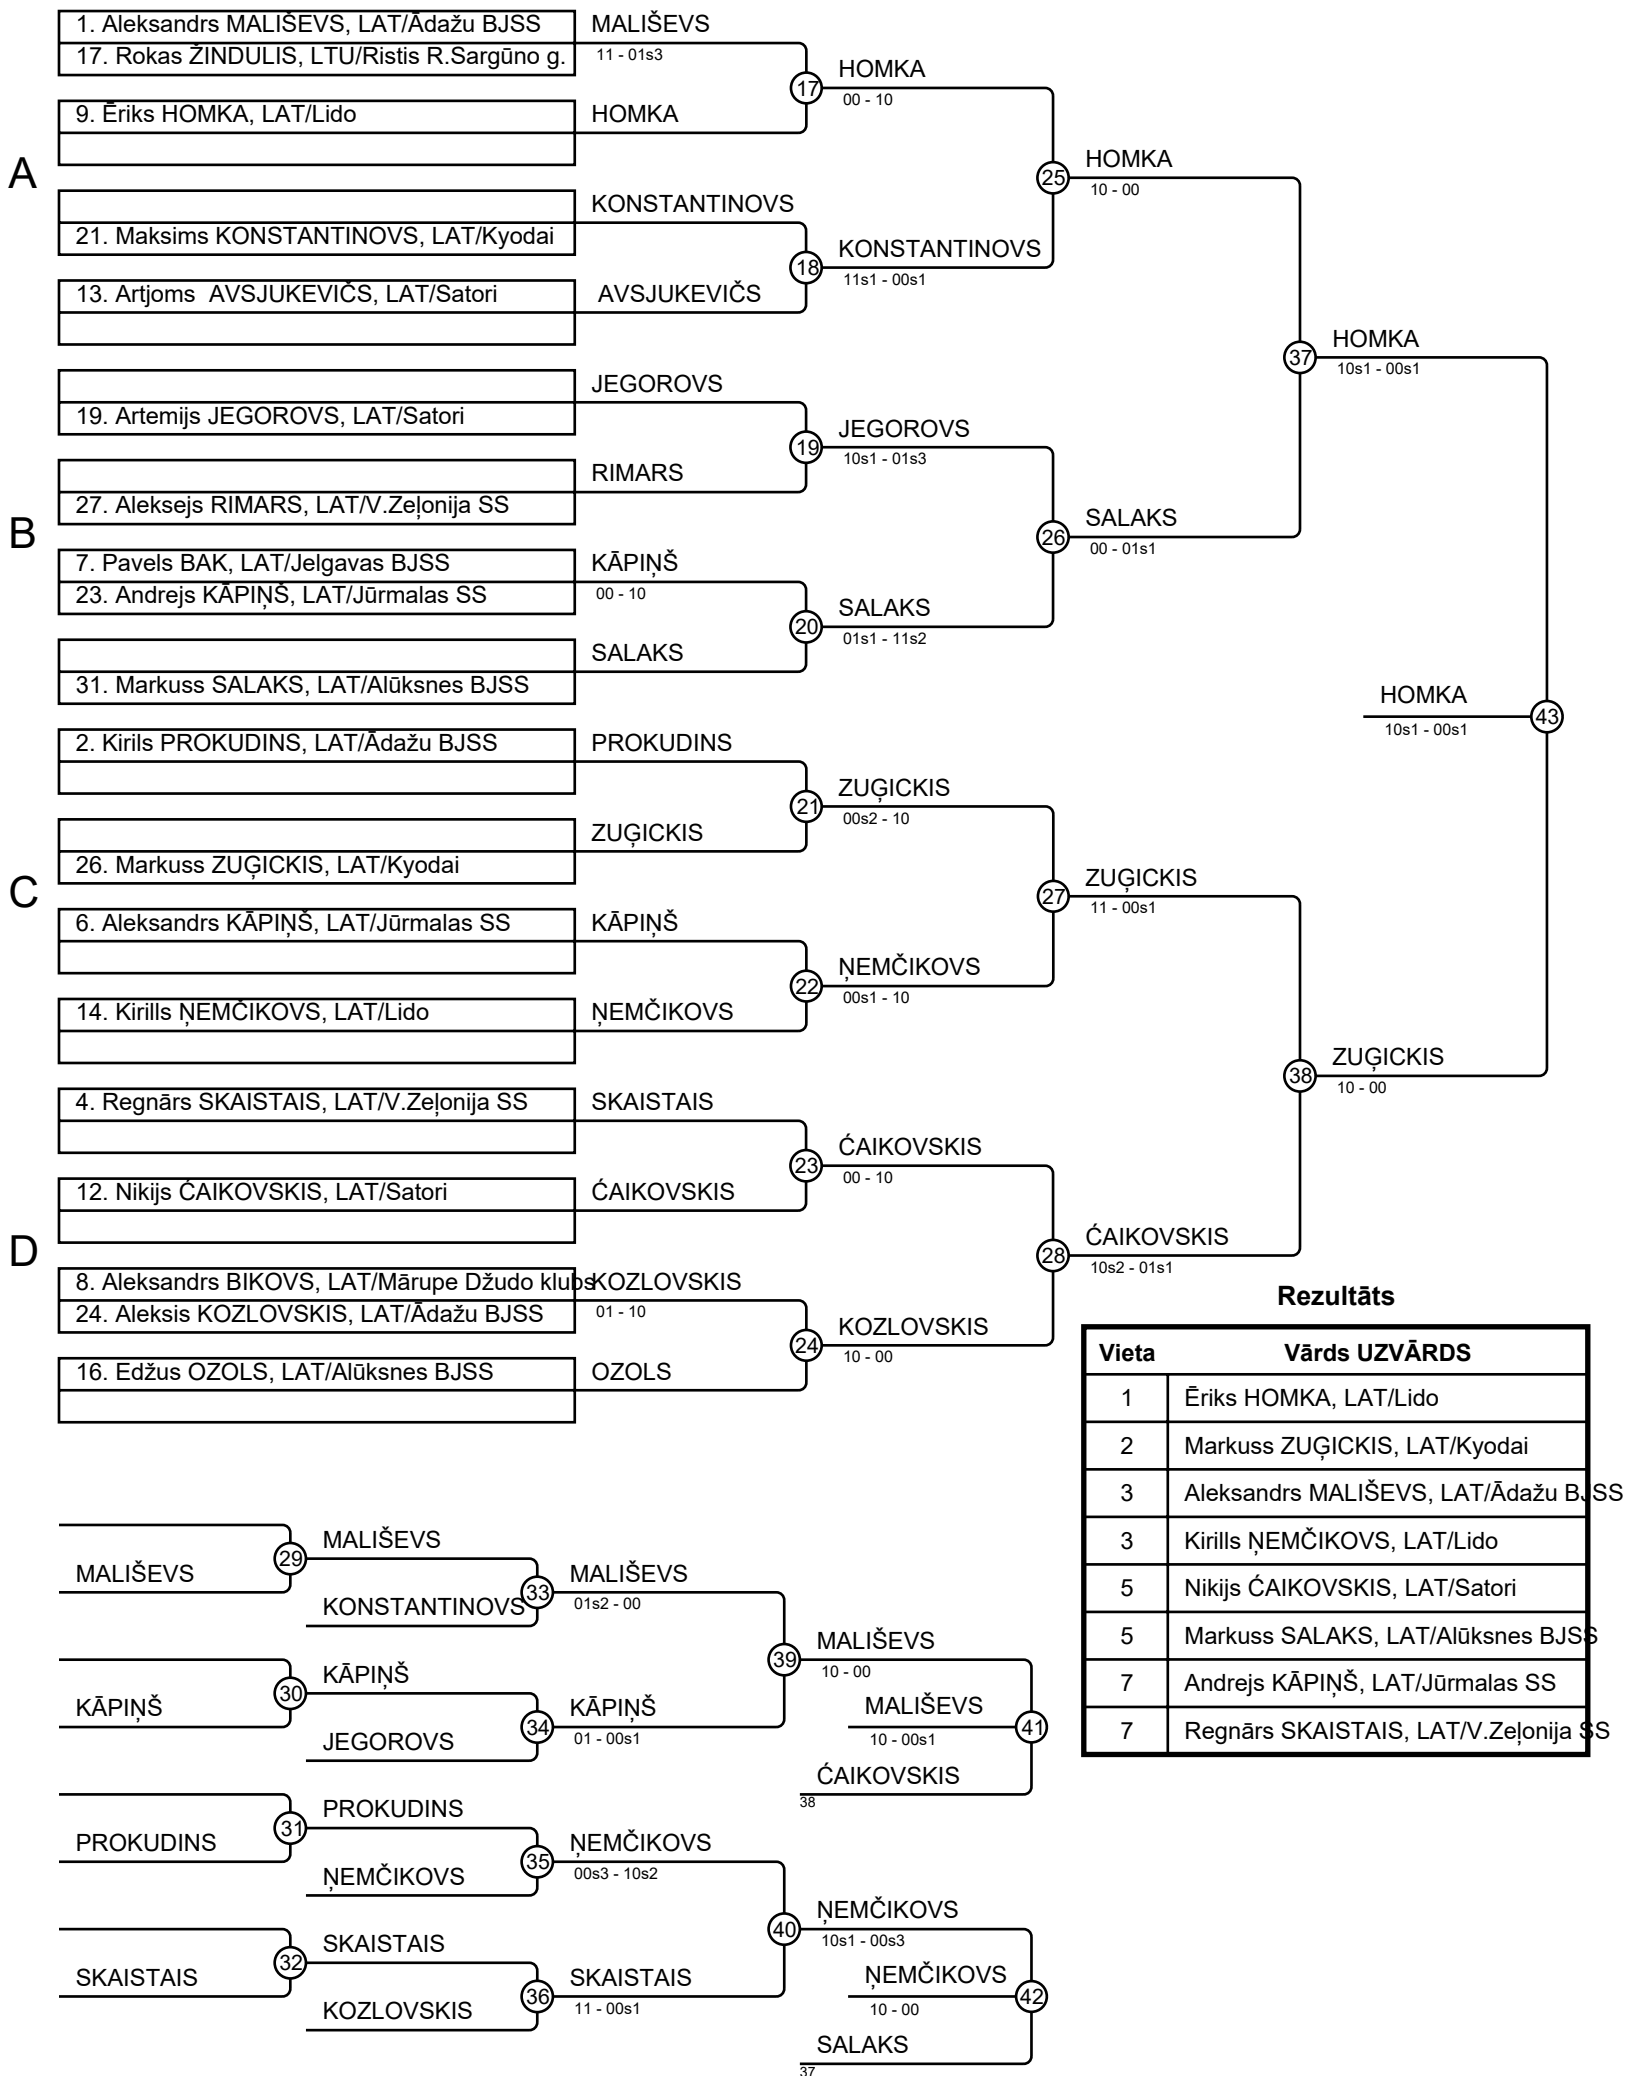 1. Aleksandrs MALIŠEVS, LAT/Ādažu BJSS
MALIŠEVS
17. Rokas ŽINDULIS, LTU/Ristis R.Sargūno g.
11 - 01s3
HOMKA
17
00 - 10
9. Ēriks HOMKA, LAT/Lido
HOMKA
A
HOMKA
25
10 - 00
KONSTANTINOVS
21. Maksims KONSTANTINOVS, LAT/Kyodai
KONSTANTINOVS
18
11s1 - 00s1
13. Artjoms  AVSJUKEVIČS, LAT/Satori
AVSJUKEVIČS
HOMKA
37
10s1 - 00s1
JEGOROVS
19. Artemijs JEGOROVS, LAT/Satori
JEGOROVS
19
10s1 - 01s3
RIMARS
27. Aleksejs RIMARS, LAT/V.Zeļonija SS
B
SALAKS
26
00 - 01s1
7. Pavels BAK, LAT/Jelgavas BJSS
KĀPIŅŠ
23. Andrejs KĀPIŅŠ, LAT/Jūrmalas SS
00 - 10
SALAKS
20
01s1 - 11s2
SALAKS
31. Markuss SALAKS, LAT/Alūksnes BJSS
HOMKA
43
10s1 - 00s1
2. Kirils PROKUDINS, LAT/Ādažu BJSS
PROKUDINS
ZUĢICKIS
21
00s2 - 10
ZUĢICKIS
26. Markuss ZUĢICKIS, LAT/Kyodai
C
ZUĢICKIS
27
11 - 00s1
6. Aleksandrs KĀPIŅŠ, LAT/Jūrmalas SS
KĀPIŅŠ
ŅEMČIKOVS
22
00s1 - 10
14. Kirills ŅEMČIKOVS, LAT/Lido
ŅEMČIKOVS
ZUĢICKIS
38
10 - 00
4. Regnārs SKAISTAIS, LAT/V.Zeļonija SS
SKAISTAIS
ĆAIKOVSKIS
23
00 - 10
12. Nikijs ĆAIKOVSKIS, LAT/Satori
ĆAIKOVSKIS
D
ĆAIKOVSKIS
28
10s2 - 01s1
8. Aleksandrs BIKOVS, LAT/Mārupe Džudo klubs
KOZLOVSKIS
24. Aleksis KOZLOVSKIS, LAT/Ādažu BJSS
01 - 10
KOZLOVSKIS
24
10 - 00
16. Edžus OZOLS, LAT/Alūksnes BJSS
OZOLS
Rezultāts
Vieta Vārds UZVĀRDS
1 Ēriks HOMKA, LAT/Lido
2 Markuss ZUĢICKIS, LAT/Kyodai
3 Aleksandrs MALIŠEVS, LAT/Ādažu BJSS
3 Kirills ŅEMČIKOVS, LAT/Lido
5 Nikijs ĆAIKOVSKIS, LAT/Satori
5 Markuss SALAKS, LAT/Alūksnes BJSS
7 Andrejs KĀPIŅŠ, LAT/Jūrmalas SS
7 Regnārs SKAISTAIS, LAT/V.Zeļonija SS
MALIŠEVS
29
MALIŠEVS
MALIŠEVS
33
01s2 - 00
KONSTANTINOVS
MALIŠEVS
39
10 - 00
KĀPIŅŠ
30
KĀPIŅŠ
KĀPIŅŠ
34
01 - 00s1
JEGOROVS
MALIŠEVS
41
10 - 00s1
ĆAIKOVSKIS
38
PROKUDINS
31
PROKUDINS
ŅEMČIKOVS
35
00s3 - 10s2
ŅEMČIKOVS
ŅEMČIKOVS
40
10s1 - 00s3
SKAISTAIS
32
SKAISTAIS
SKAISTAIS
36
11 - 00s1
KOZLOVSKIS
ŅEMČIKOVS
42
10 - 00
SALAKS
37